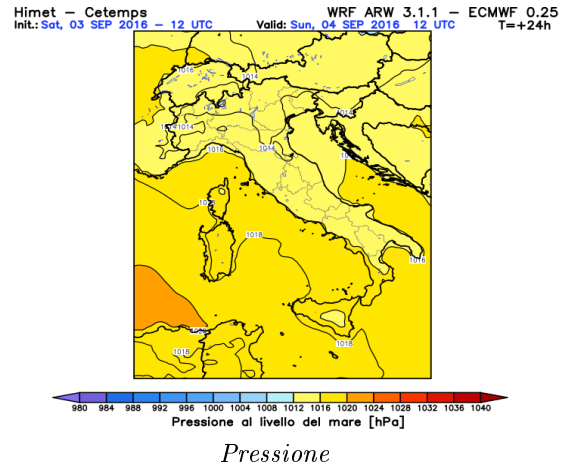 Himet – Cetemps WRF ARW 3.1.1 – ECMWF 0.25
Init.: Sat, 03 SEP 2016 – 12 UTC Valid: Sun, 04 SEP 2016 12 UTC T=+24h
1016
1014
1014
1014
1016
1014
1018
1016
1018
1018
980 984 988 992 996 1000 1004 1008 1012 1016 1020 1024 1028 1032 1036 1040
Pressione al livello del mare [hPa]
Pressione